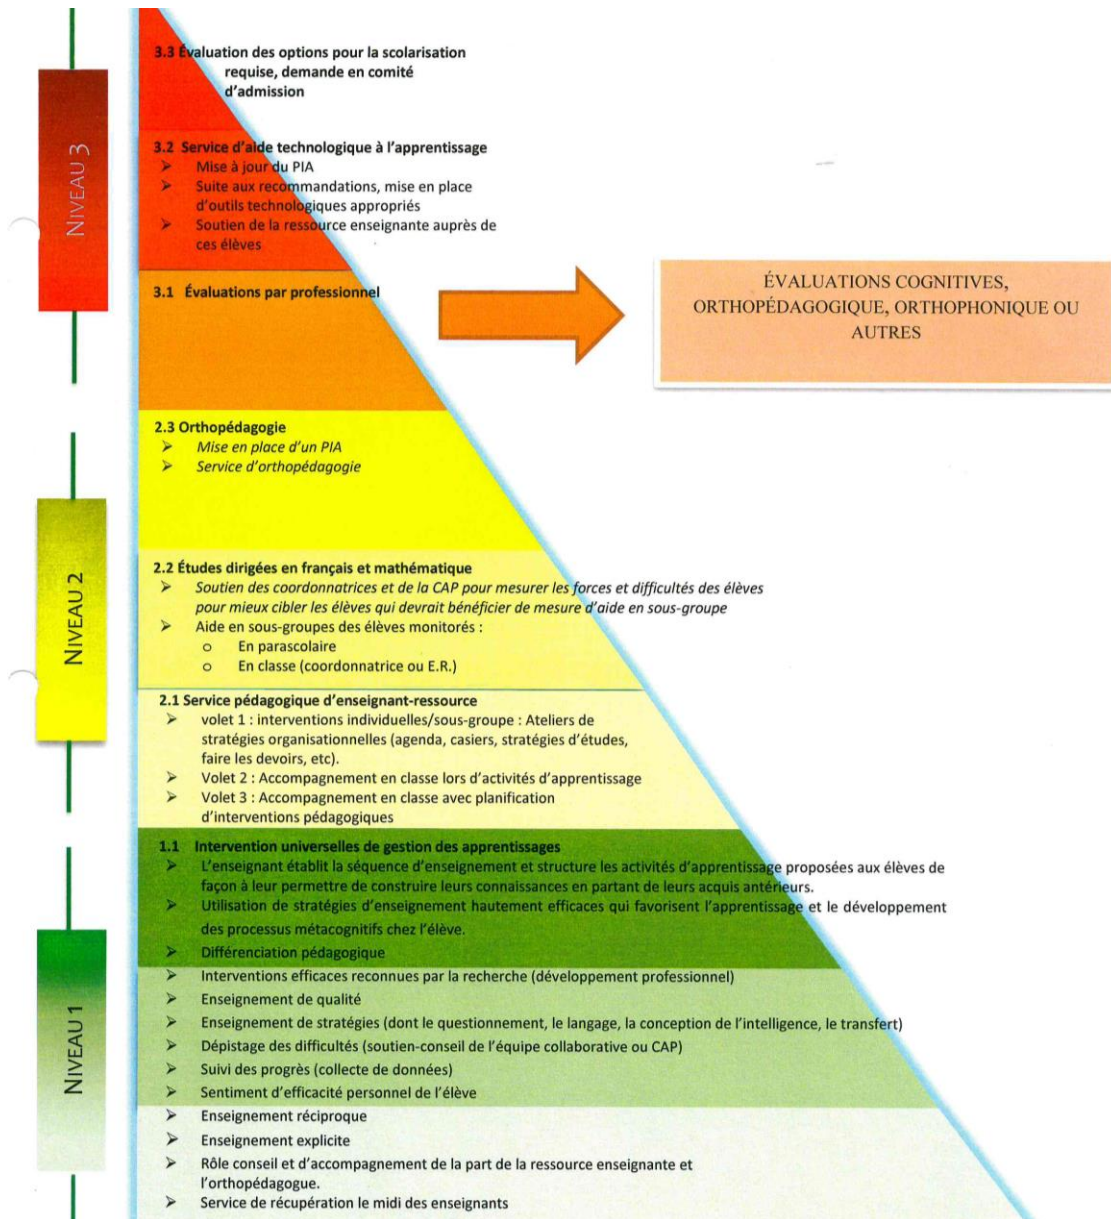 3.3 Évaluation des options pour la scolarisation
requise, demande en comité
d'admission
NIVEAU 3
3.2 Service d'aide technologique à l'apprentissage
➤ Mise à jour du PIA
➤ Suite aux recommandations, mise en place
d'outils technologiques appropriés
➤ Soutien de la ressource enseignante auprès de
ces élèves
3.1 Évaluations par professionnel
ÉVALUATIONS COGNITIVES,
ORTHOPÉDAGOGIQUE, ORTHOPHONIQUE OU
AUTRES
2.3 Orthopédagogie
➤ Mise en place d'un PIA
➤ Service d'orthopédagogie
NIVEAU 2
2.2 Études dirigées en français et mathématique
➤ Soutien des coordonnatrices et de la CAP pour mesurer les forces et difficultés des élèves
pour mieux cibler les élèves qui devrait bénéficier de mesure d'aide en sous-groupe
➤ Aide en sous-groupes des élèves monitorés :
o En parascolaire
o En classe (coordonnatrice ou E.R.)
2.1 Service pédagogique d'enseignant-ressource
➤ volet 1 : interventions individuelles/sous-groupe : Ateliers de
stratégies organisationnelles (agenda, casiers, stratégies d'études,
faire les devoirs, etc).
➤ Volet 2 : Accompagnement en classe lors d'activités d'apprentissage
➤ Volet 3 : Accompagnement en classe avec planification
d'interventions pédagogiques
1.1 Intervention universelles de gestion des apprentissages
➤ L'enseignant établit la séquence d'enseignement et structure les activités d'apprentissage proposées aux élèves de
façon à leur permettre de construire leurs connaissances en partant de leurs acquis antérieurs.
➤ Utilisation de stratégies d'enseignement hautement efficaces qui favorisent l'apprentissage et le développement
des processus métacognitifs chez l'élève.
➤ Différenciation pédagogique
NIVEAU 1
➤ Interventions efficaces reconnues par la recherche (développement professionnel)
➤ Enseignement de qualité
➤ Enseignement de stratégies (dont le questionnement, le langage, la conception de l'intelligence, le transfert)
➤ Dépistage des difficultés (soutien-conseil de l'équipe collaborative ou CAP)
➤ Suivi des progrès (collecte de données)
➤ Sentiment d'efficacité personnel de l'élève
➤ Enseignement réciproque
➤ Enseignement explicite
➤ Rôle conseil et d'accompagnement de la part de la ressource enseignante et
l'orthopédagogue.
➤ Service de récupération le midi des enseignants